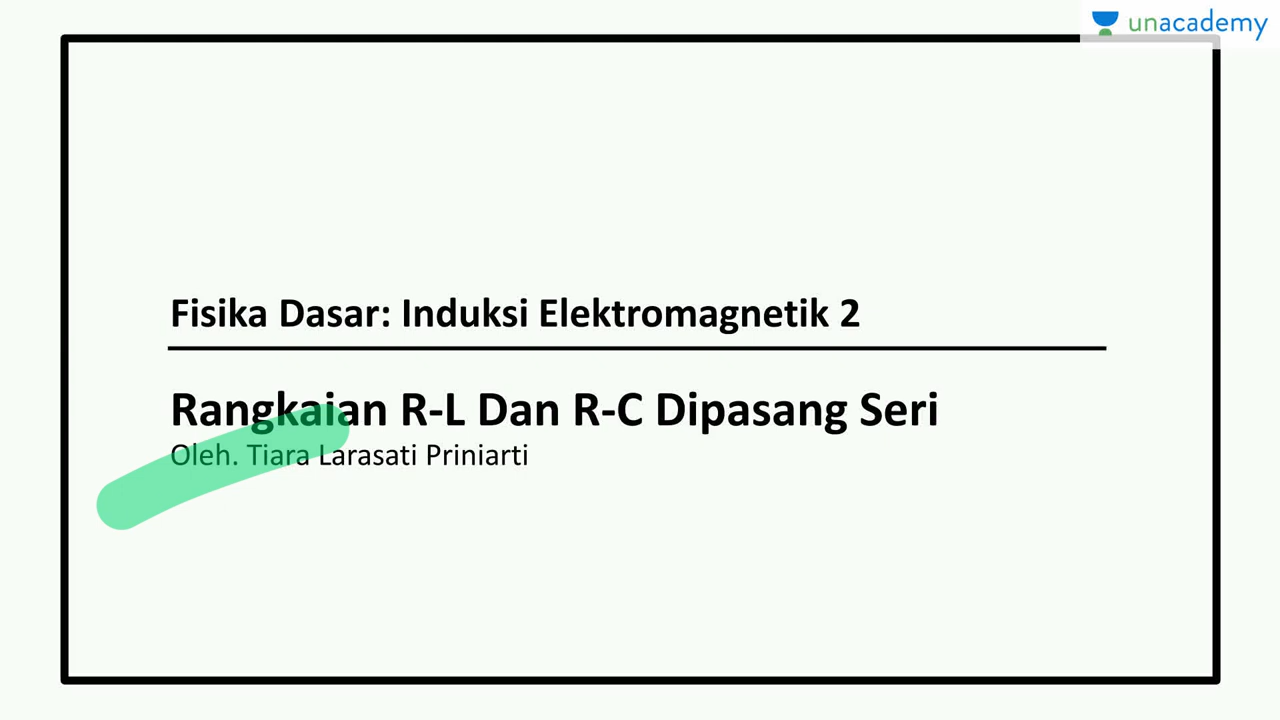 unacademy
Fisika Dasar: Induksi Elektromagnetik 2
Rangkaian R-L Dan R-C Dipasang Seri
Oleh. Tiara Larasati Priniarti